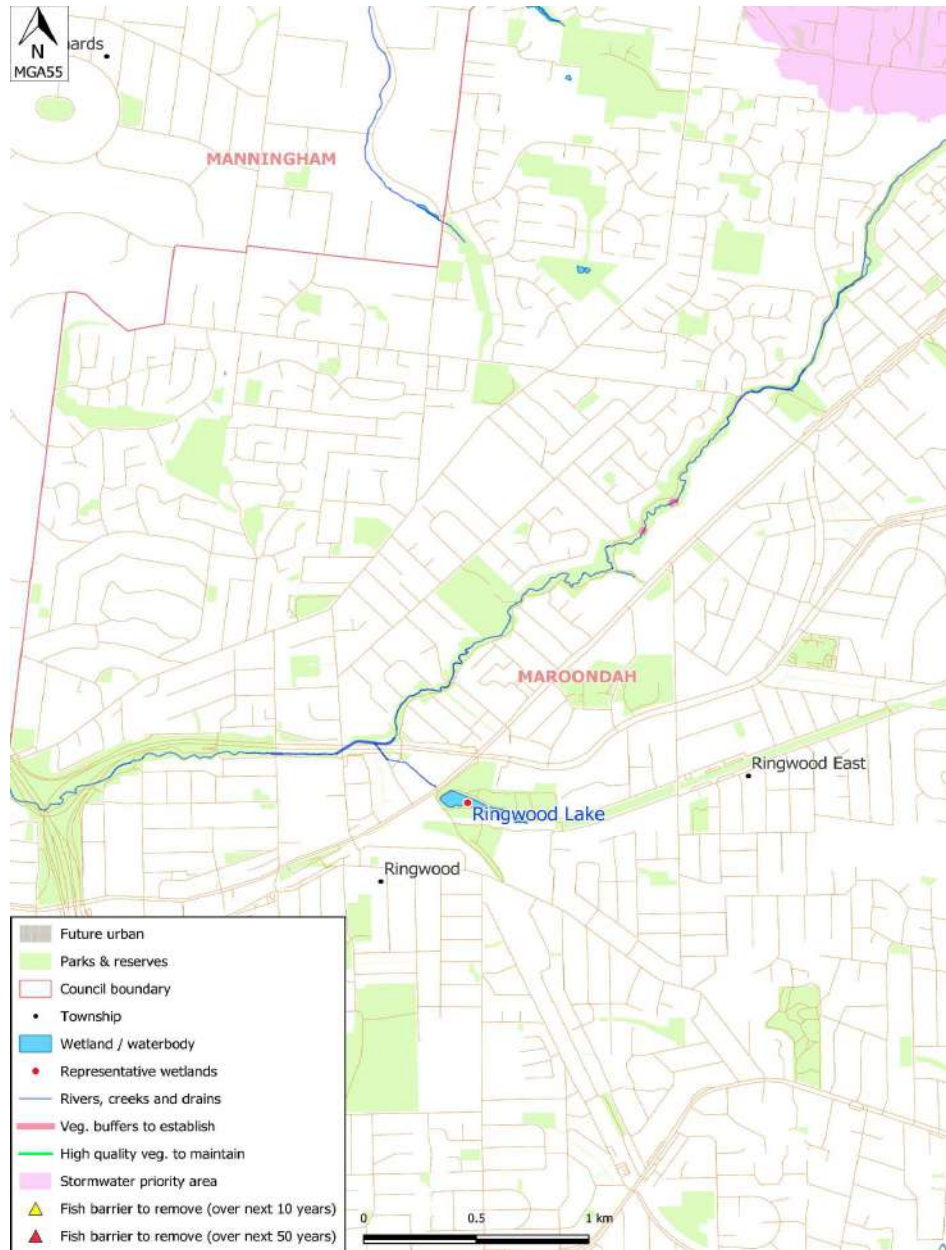 N
MGA55
ards
MANNINGHAM
MAROONDAH
Ringwood East
Ringwood Lake
Ringwood
Future urban
Parks & reserves
Council boundary
Township
Wetland / waterbody
Representative wetlands
Rivers, creeks and drains
Veg. buffers to establish
High quality veg. to maintain
Stormwater priority area
Fish barrier to remove (over next 10 years)
Fish barrier to remove (over next 50 years)
0 0.5 1 km